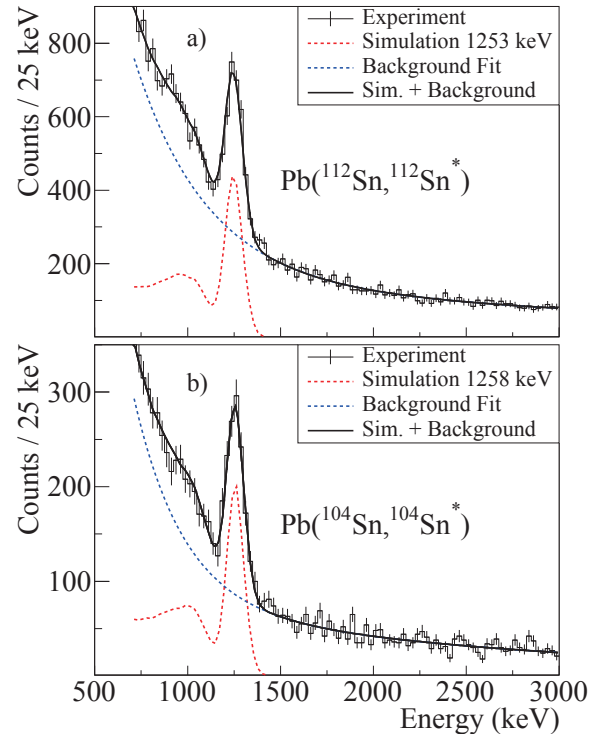 Counts / 25 keV
800
600
400
200
a)
Experiment
Simulation 1253 keV
Background Fit
Sim. + Background
Pb(¹¹²Sn,¹¹²Sn*)
Counts / 25 keV
300
200
100
b)
Experiment
Simulation 1258 keV
Background Fit
Sim. + Background
Pb(¹⁰⁴Sn,¹⁰⁴Sn*)
500 1000 1500 2000 2500 3000
Energy (keV)